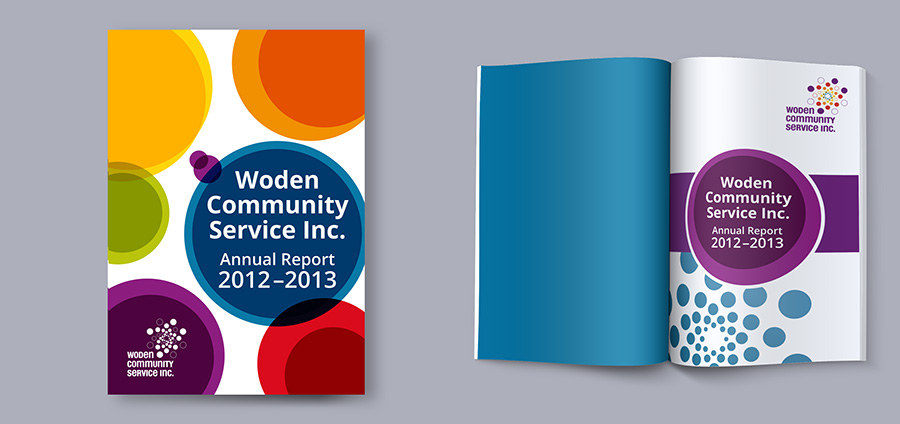 Woden
Community
Service Inc.
Annual Report
2012–2013
WODEN
COMMUNITY
SERVICE INC.
WODEN
COMMUNITY
SERVICE INC.
Woden
Community
Service Inc.
Annual Report
2012–2013